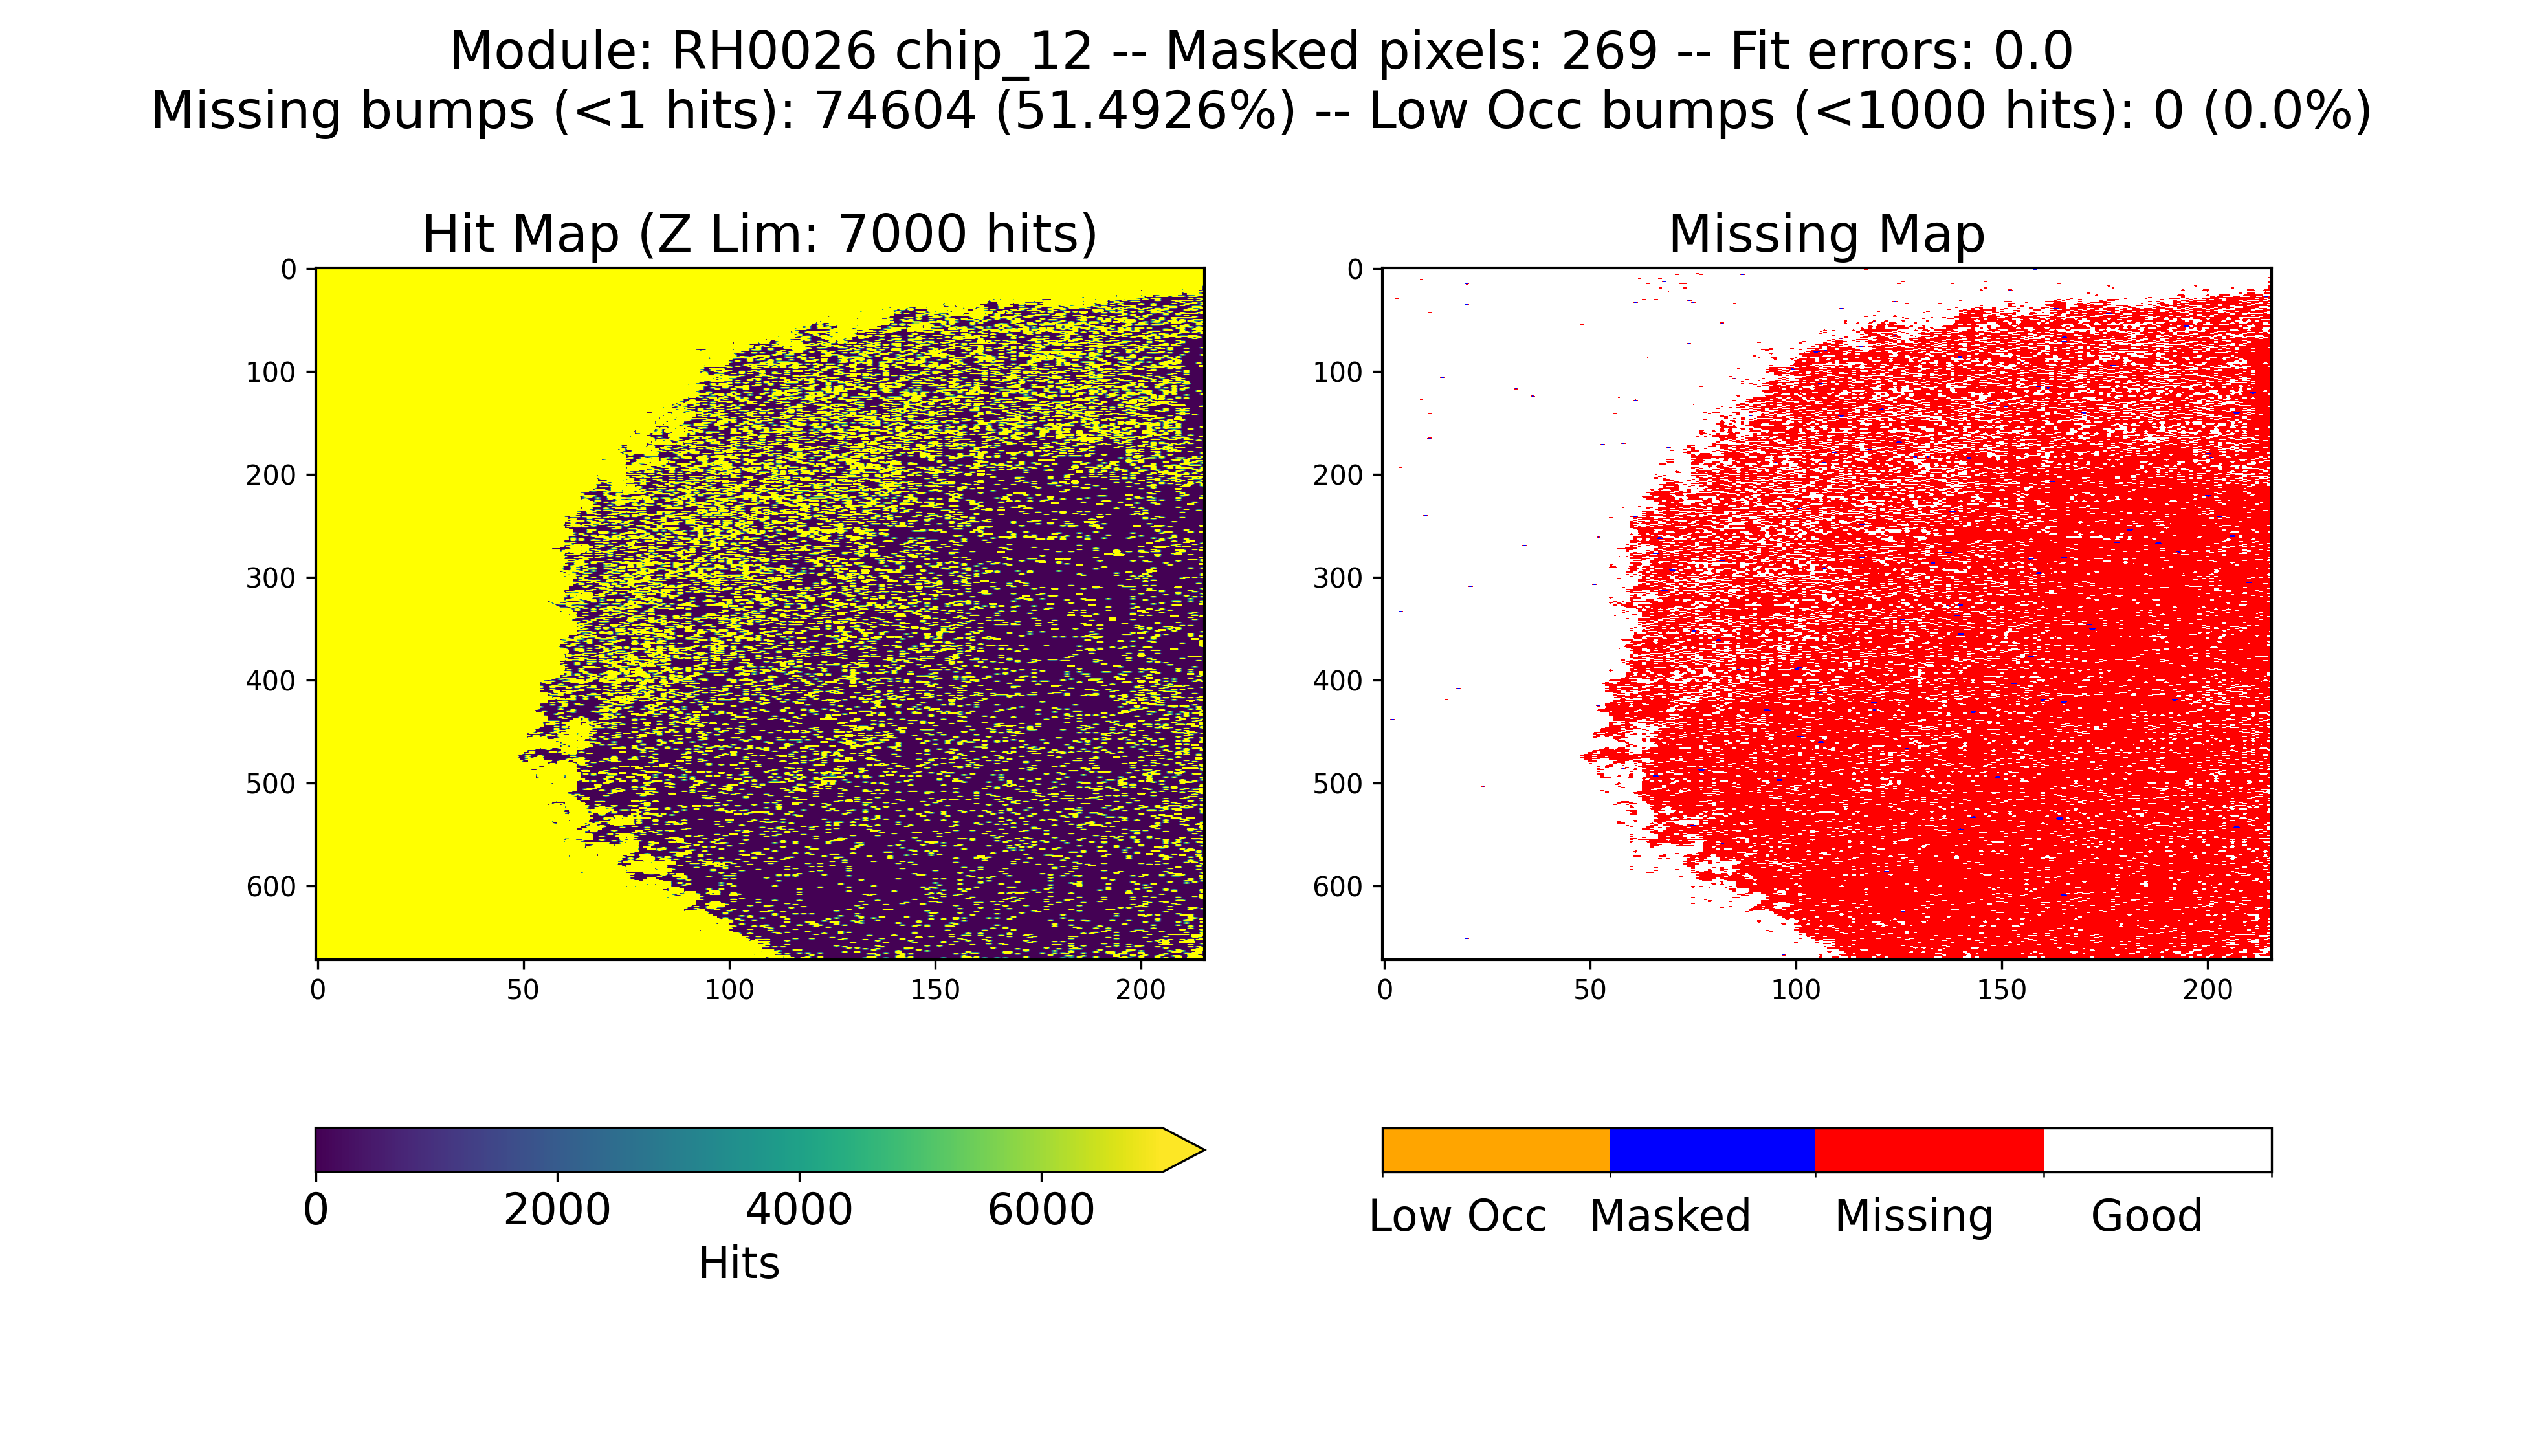 Module: RH0026 chip_12 -- Masked pixels: 269 -- Fit errors: 0.0
Missing bumps (<1 hits): 74604 (51.4926%) -- Low Occ bumps (<1000 hits): 0 (0.0%)
Hit Map (Z Lim: 7000 hits)
0
100
200
300
400
500
600
0 50 100 150 200
0 2000 4000 6000
Hits
Missing Map
0
100
200
300
400
500
600
0 50 100 150 200
Low Occ Masked Missing Good